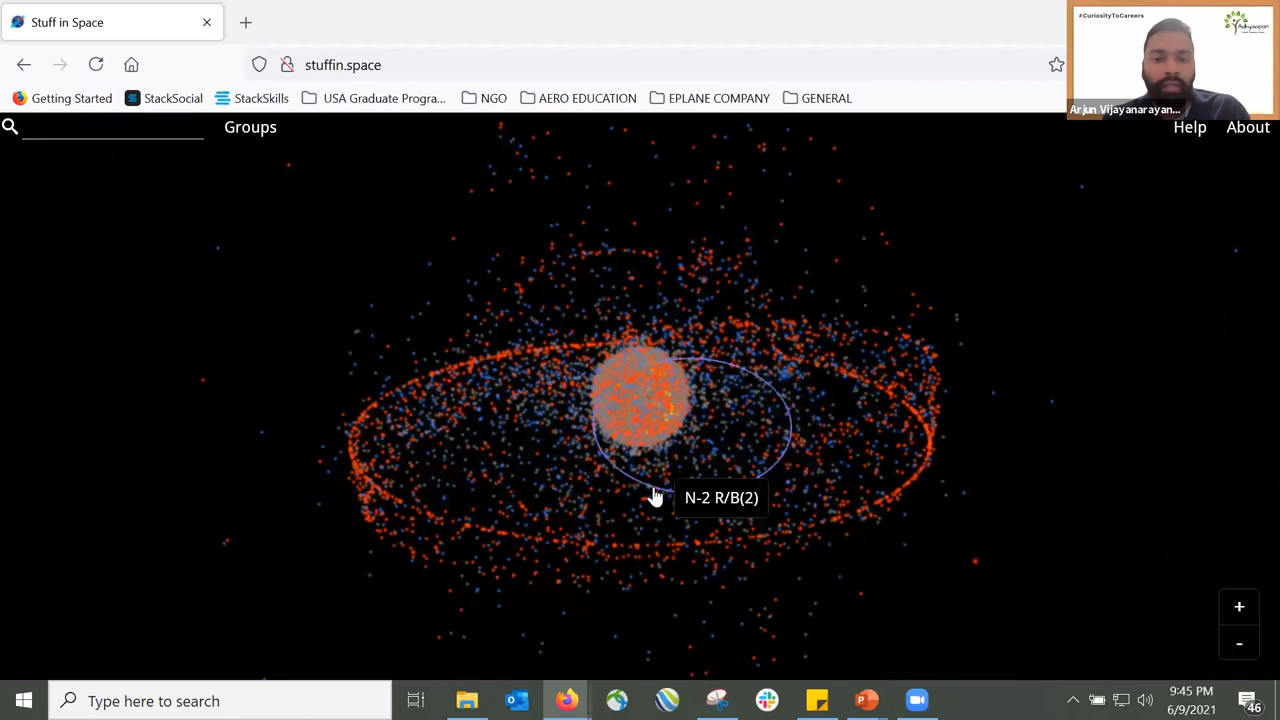 Stuff in Space
#CuriosityToCareers
Adhyaapan
stuffin.space
Getting Started
StackSocial
StackSkills
USA Graduate Progra...
NGO
AERO EDUCATION
EPLANE COMPANY
GENERAL
Arjun Vijayanarayan...
Groups
Help
About
N-2 R/B(2)
+
-
Type here to search
9:45 PM
6/9/2021
46